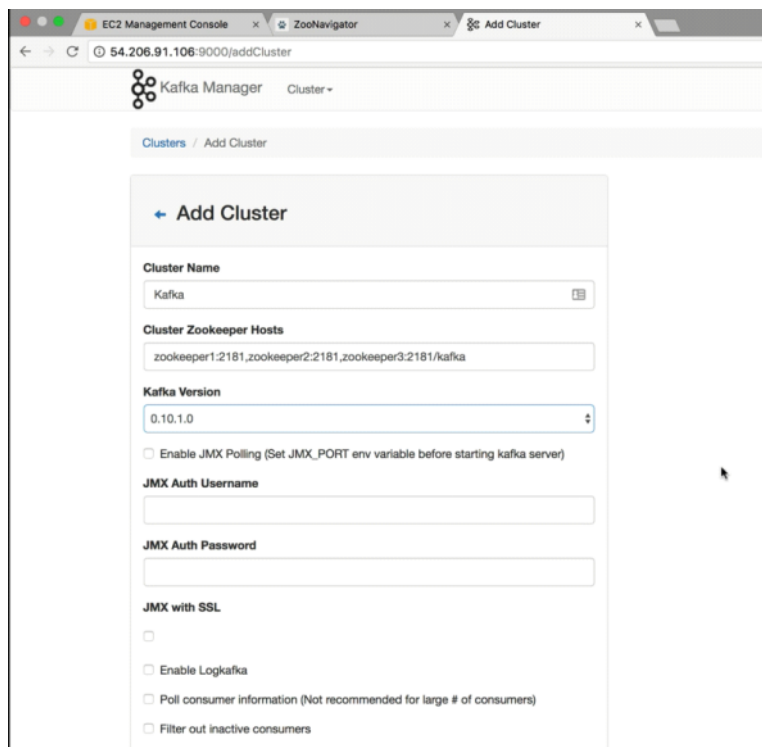 EC2 Management Console
ZooNavigator
Add Cluster
54.206.91.106:9000/addCluster
Kafka Manager
Cluster
Clusters / Add Cluster
Add Cluster
Cluster Name
Kafka
Cluster Zookeeper Hosts
zookeeper1:2181,zookeeper2:2181,zookeeper3:2181/kafka
Kafka Version
0.10.1.0
Enable JMX Polling (Set JMX_PORT env variable before starting kafka server)
JMX Auth Username
JMX Auth Password
JMX with SSL
Enable Logkafka
Poll consumer information (Not recommended for large # of consumers)
Filter out inactive consumers